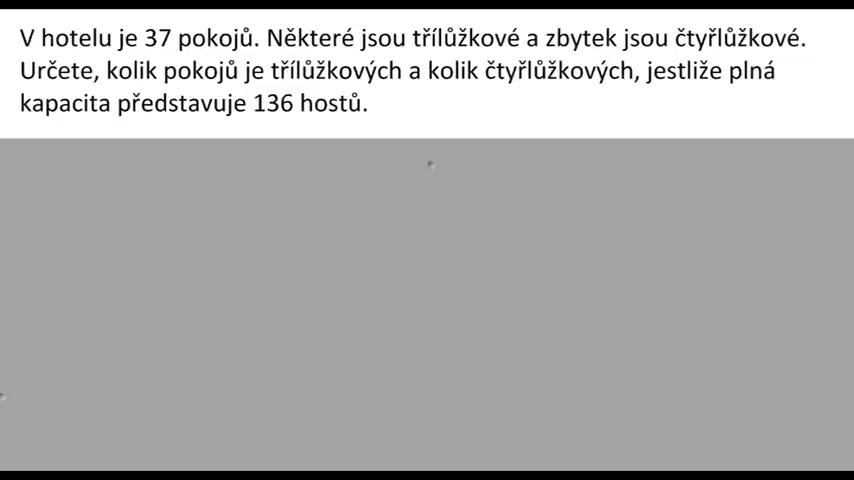 V hotelu je 37 pokojů. Některé jsou třílůžkové a zbytek jsou čtyřlůžkové.
Určete, kolik pokojů je třílůžkových a kolik čtyřlůžkových, jestliže plná
kapacita představuje 136 hostů.